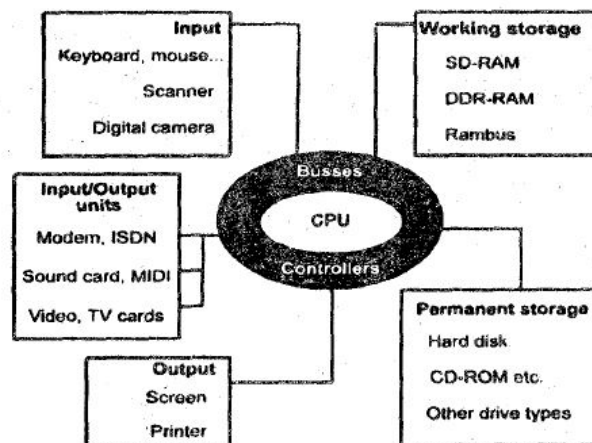 Input
Keyboard, mouse...
Scanner
Digital camera
Working storage
SD-RAM
DDR-RAM
Rambus
Busses
CPU
Controllers
Input/Output
units
Modem, ISDN
Sound card, MIDI
Video, TV cards
Permanent storage
Hard disk
CD-ROM etc.
Other drive types
Output
Screen
Printer